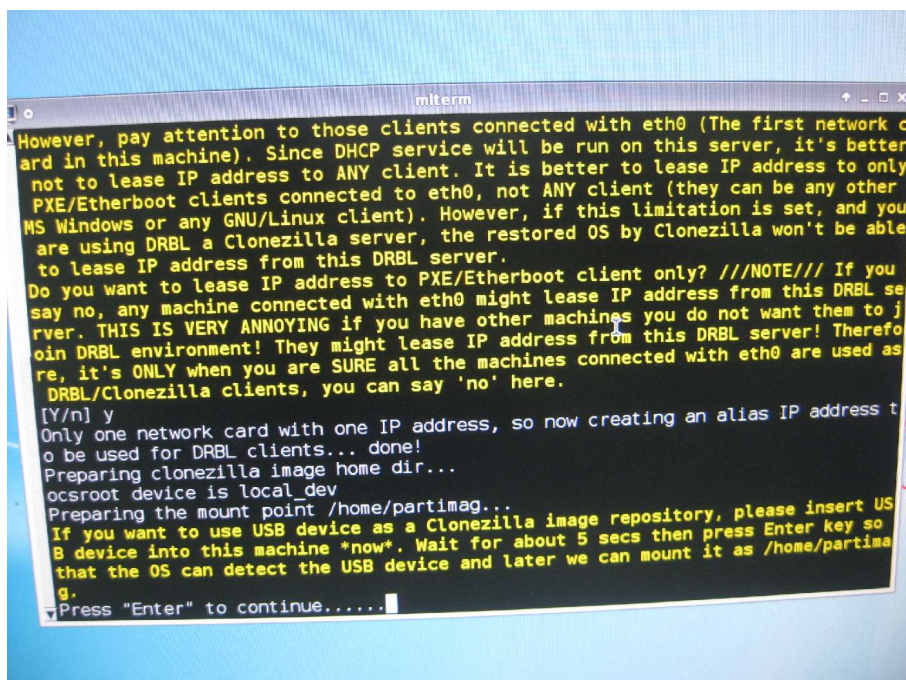 mlterm
However, pay attention to those clients connected with eth0 (The first network c
ard in this machine). Since DHCP service will be run on this server, it's better
not to lease IP address to ANY client. It is better to lease IP address to only
PXE/Etherboot clients connected to eth0, not ANY client (they can be any other
MS Windows or any GNU/Linux client). However, if this limitation is set, and you
are using DRBL a Clonezilla server, the restored OS by Clonezilla won't be able
to lease IP address from this DRBL server.
Do you want to lease IP address to PXE/Etherboot client only? ///NOTE/// If you
say no, any machine connected with eth0 might lease IP address from this DRBL se
rver. THIS IS VERY ANNOYING if you have other machines you do not want them to j
oin DRBL environment! They might lease IP address from this DRBL server! Therefo
re, it's ONLY when you are SURE all the machines connected with eth0 are used as
DRBL/Clonezilla clients, you can say 'no' here.
[Y/n] y
Only one network card with one IP address, so now creating an alias IP address t
o be used for DRBL clients... done!
Preparing clonezilla image home dir...
ocsroot device is local_dev
Preparing the mount point /home/partimag...
If you want to use USB device as a Clonezilla image repository, please insert US
B device into this machine *now*. Wait for about 5 secs then press Enter key so
that the OS can detect the USB device and later we can mount it as /home/partima
g.
Press "Enter" to continue......